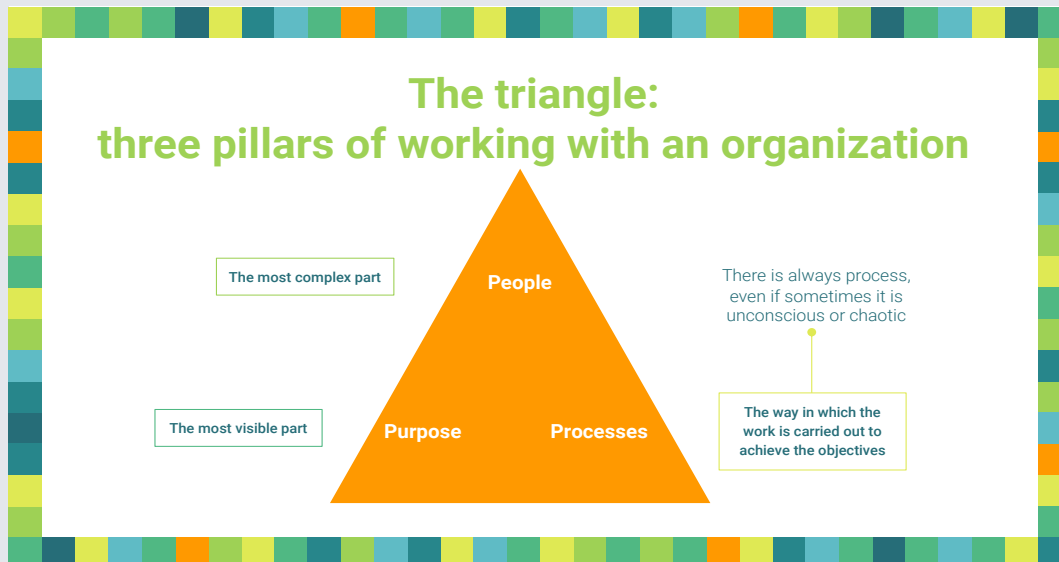 The triangle:
three pillars of working with an organization
The most complex part
People
There is always process,
even if sometimes it is
unconscious or chaotic
The most visible part
Purpose
Processes
The way in which the
work is carried out to
achieve the objectives